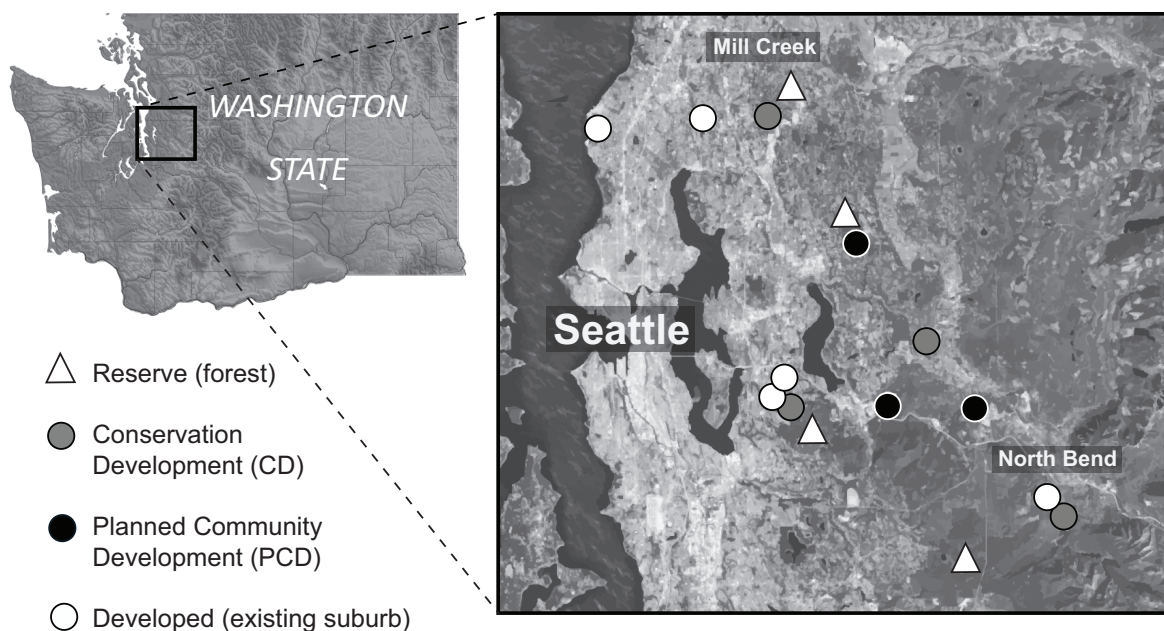 WASHINGTON
STATE
Reserve (forest)
Conservation
Development (CD)
Planned Community
Development (PCD)
Developed (existing suburb)
Mill Creek
Seattle
North Bend